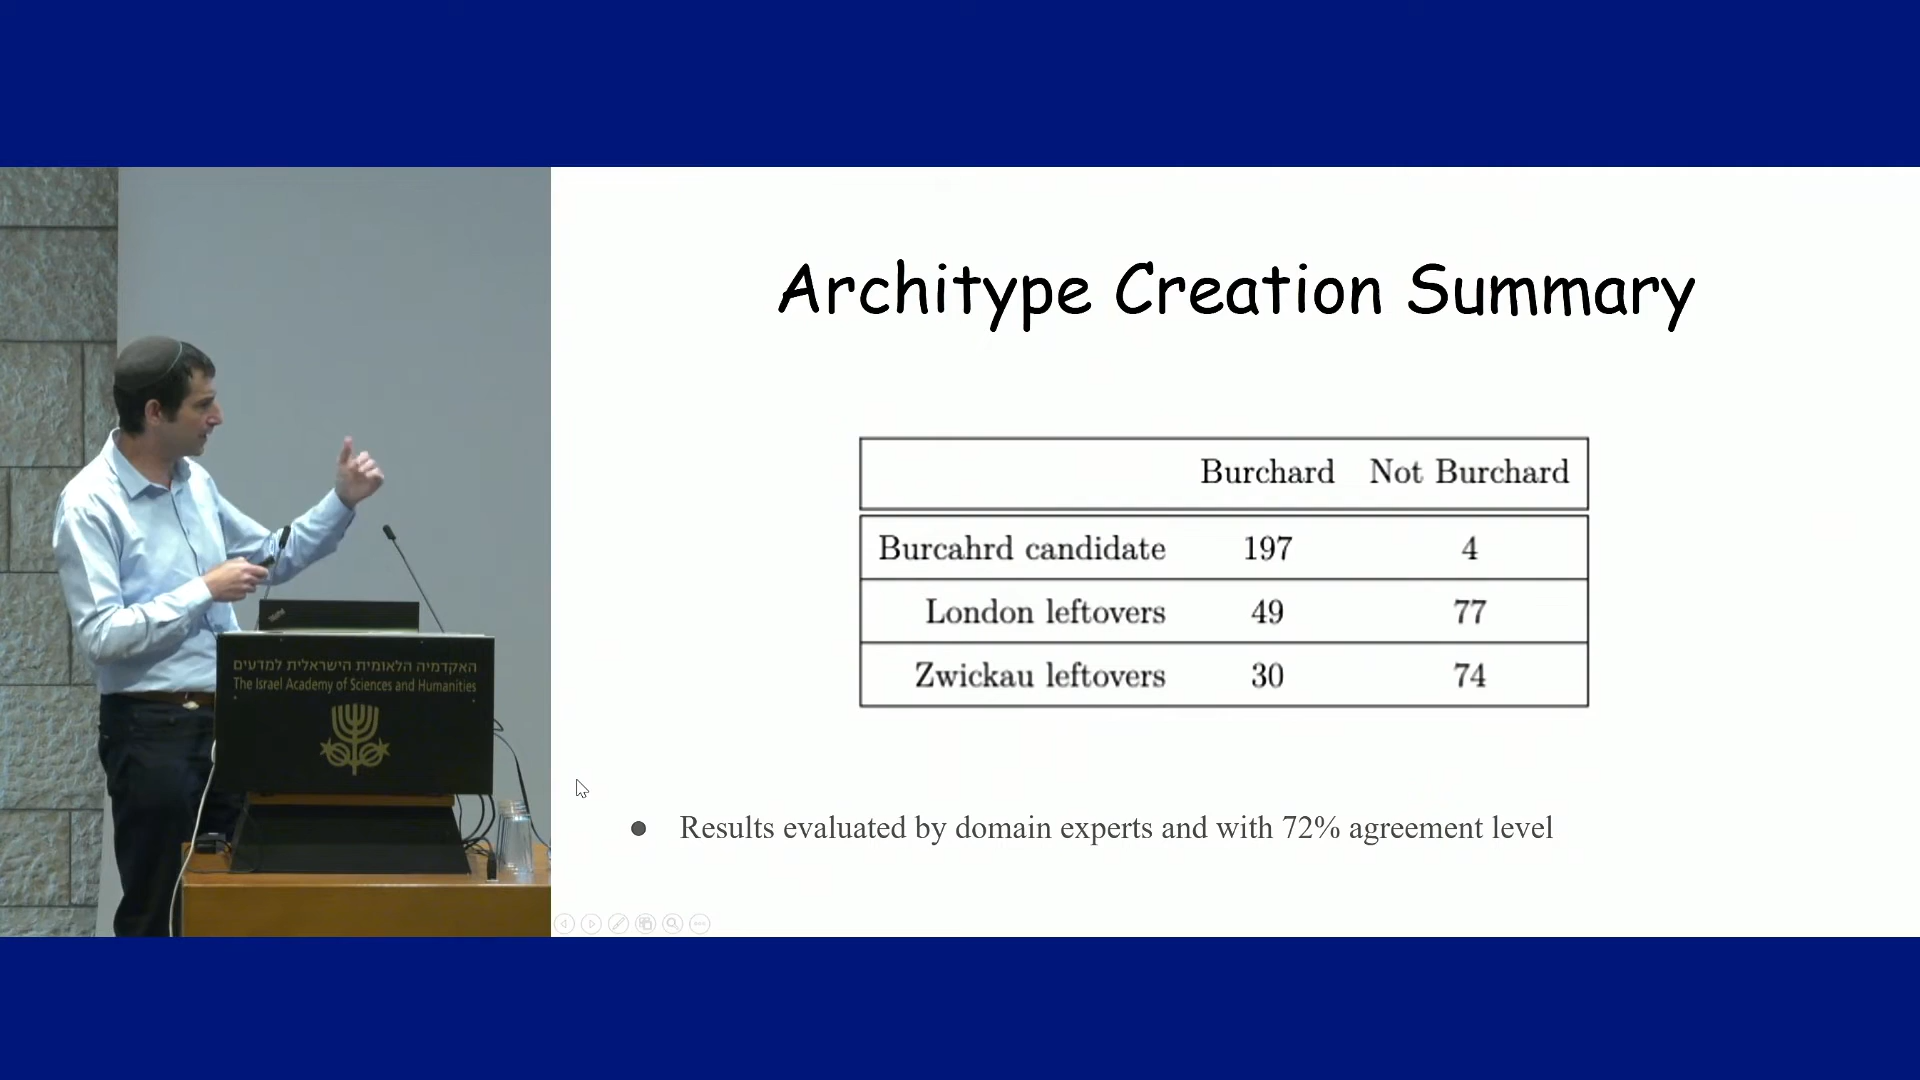 Architype Creation Summary
Burchard Not Burchard
Burcahrd candidate 197 4
London leftovers 49 77
Zwickau leftovers 30 74
● Results evaluated by domain experts and with 72% agreement level
האקדמיה הלאומית הישראלית למדעים
The Israel Academy of Sciences and Humanities